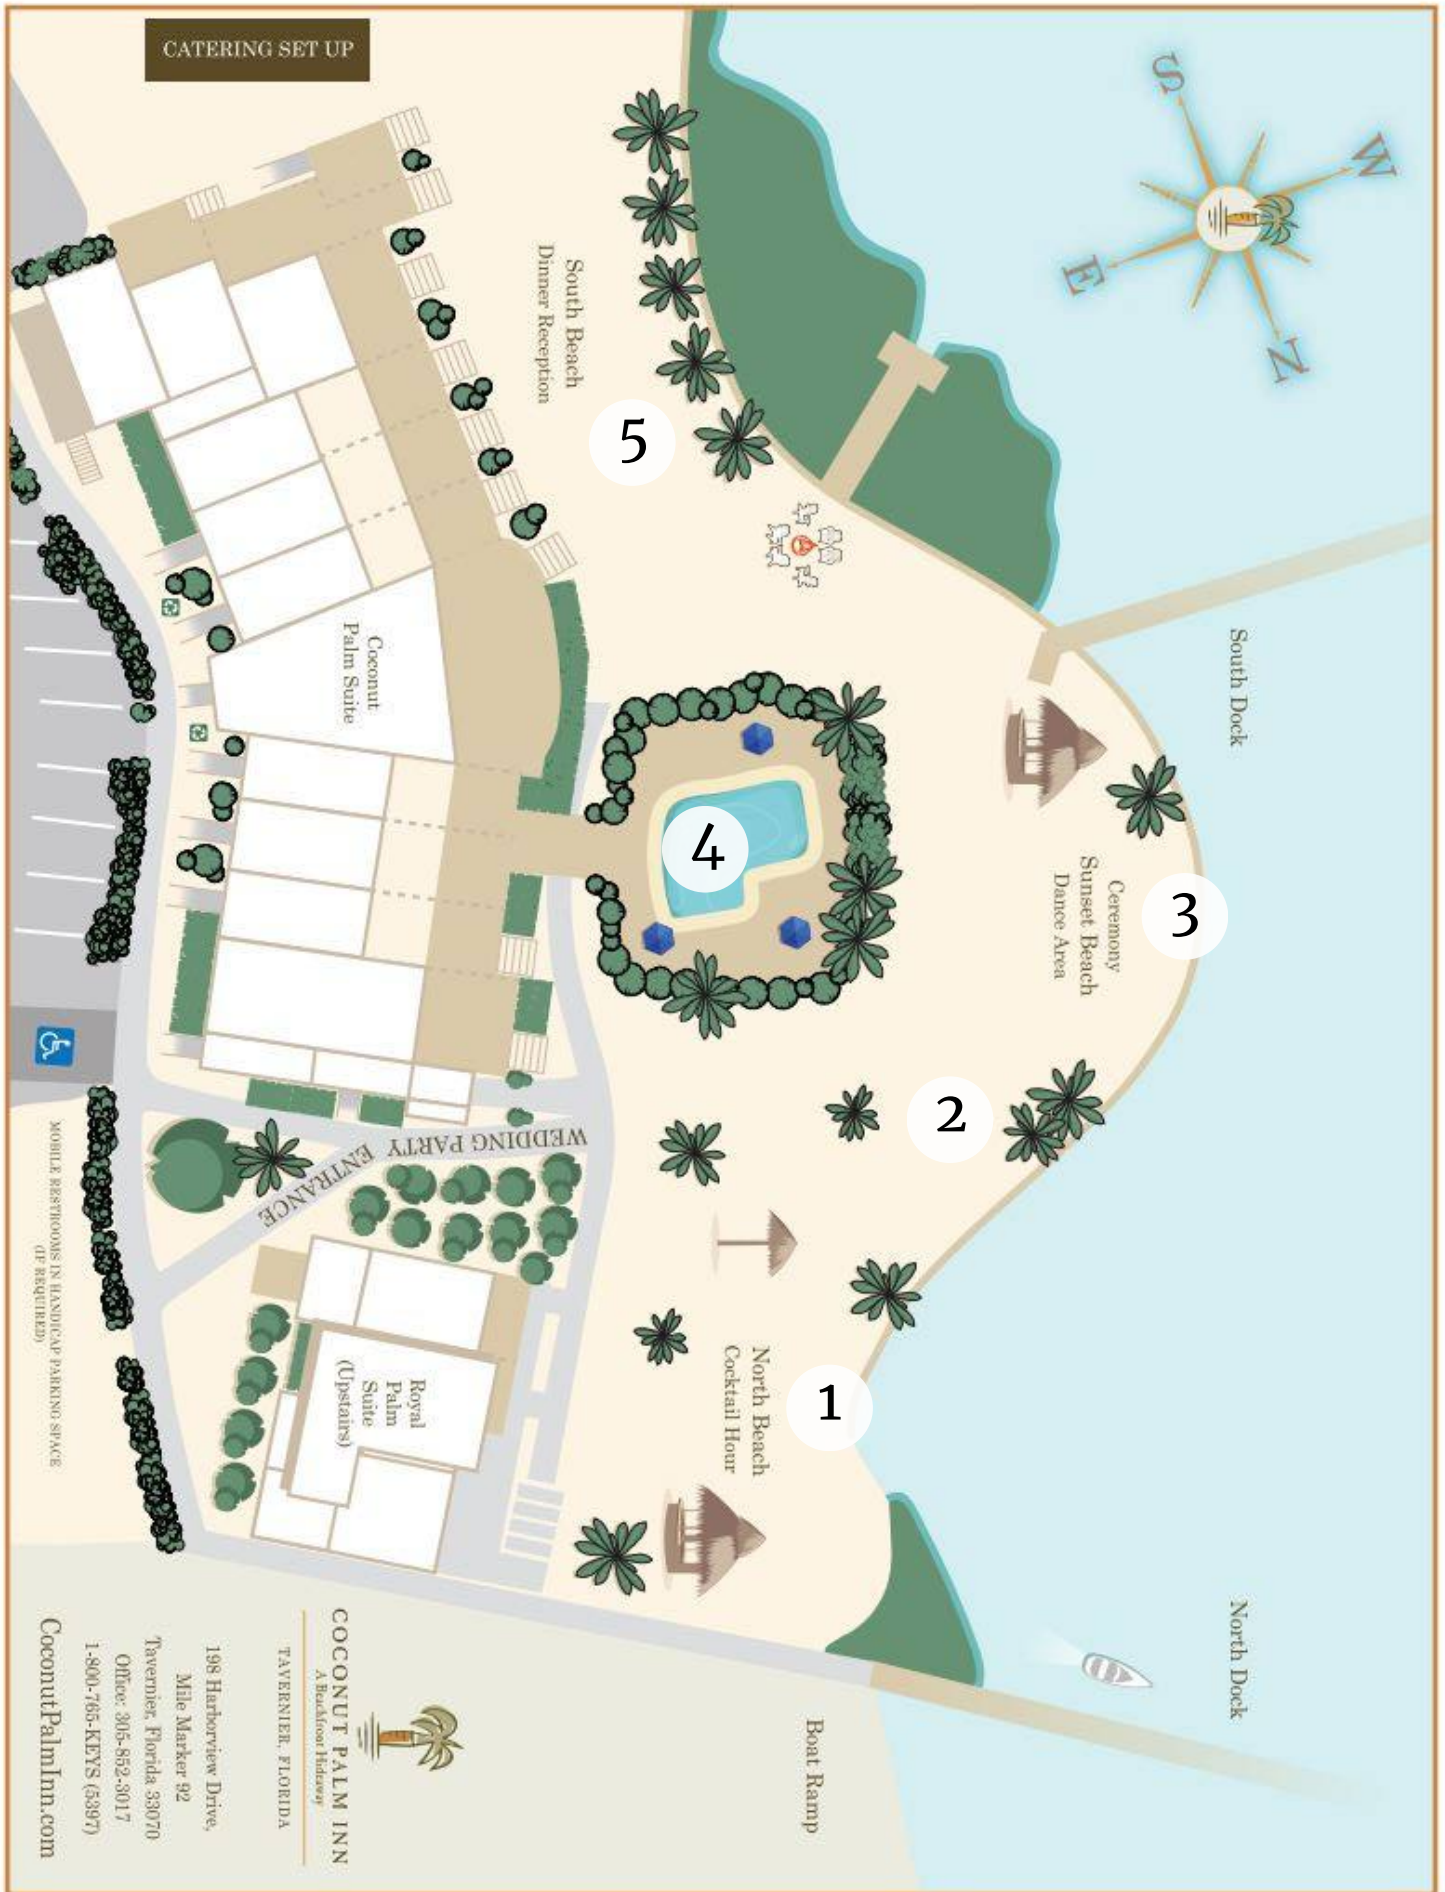 CATERING SET UP
S
W
E
N
South Beach
Dinner Reception
5
South Dock
Coconut
Palm Suite
4
Ceremony
Sunset Beach
Dance Area
3
2
WEDDING PARTY
ENTRANCE
MOBILE RESTROOMS IN HANDICAP PARKING SPACE
(IF REQUIRED)
Royal
Palm
Suite
(Upstairs)
North Beach
Cocktail Hour
1
North Dock
Boat Ramp
COCONUT PALM INN
A Beachfront Hideaway
TAVERNIER, FLORIDA
198 Harborview Drive,
Mile Marker 92
Tavernier, Florida 33070
Office: 305-852-3017
1-800-765-KEYS (5397)
CoconutPalmInn.com